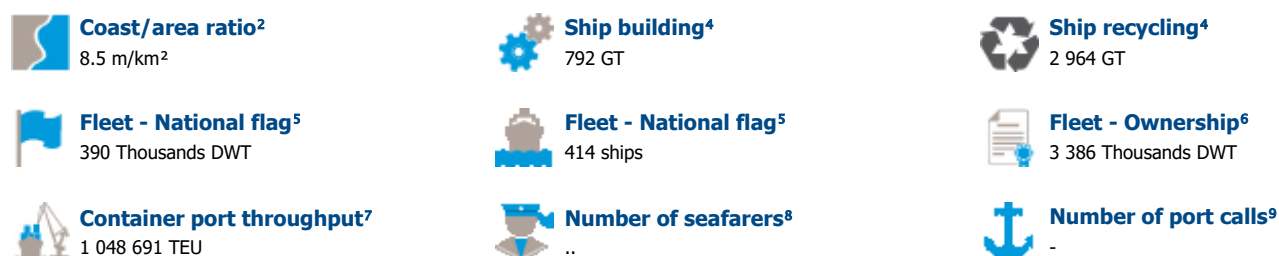 Coast/area ratio²
8.5 m/km²
Ship building⁴
792 GT
Ship recycling⁴
2 964 GT
Fleet - National flag⁵
390 Thousands DWT
Fleet - National flag⁵
414 ships
Fleet - Ownership⁶
3 386 Thousands DWT
Container port throughput⁷
1 048 691 TEU
Number of seafarers⁸
..
Number of port calls⁹
-